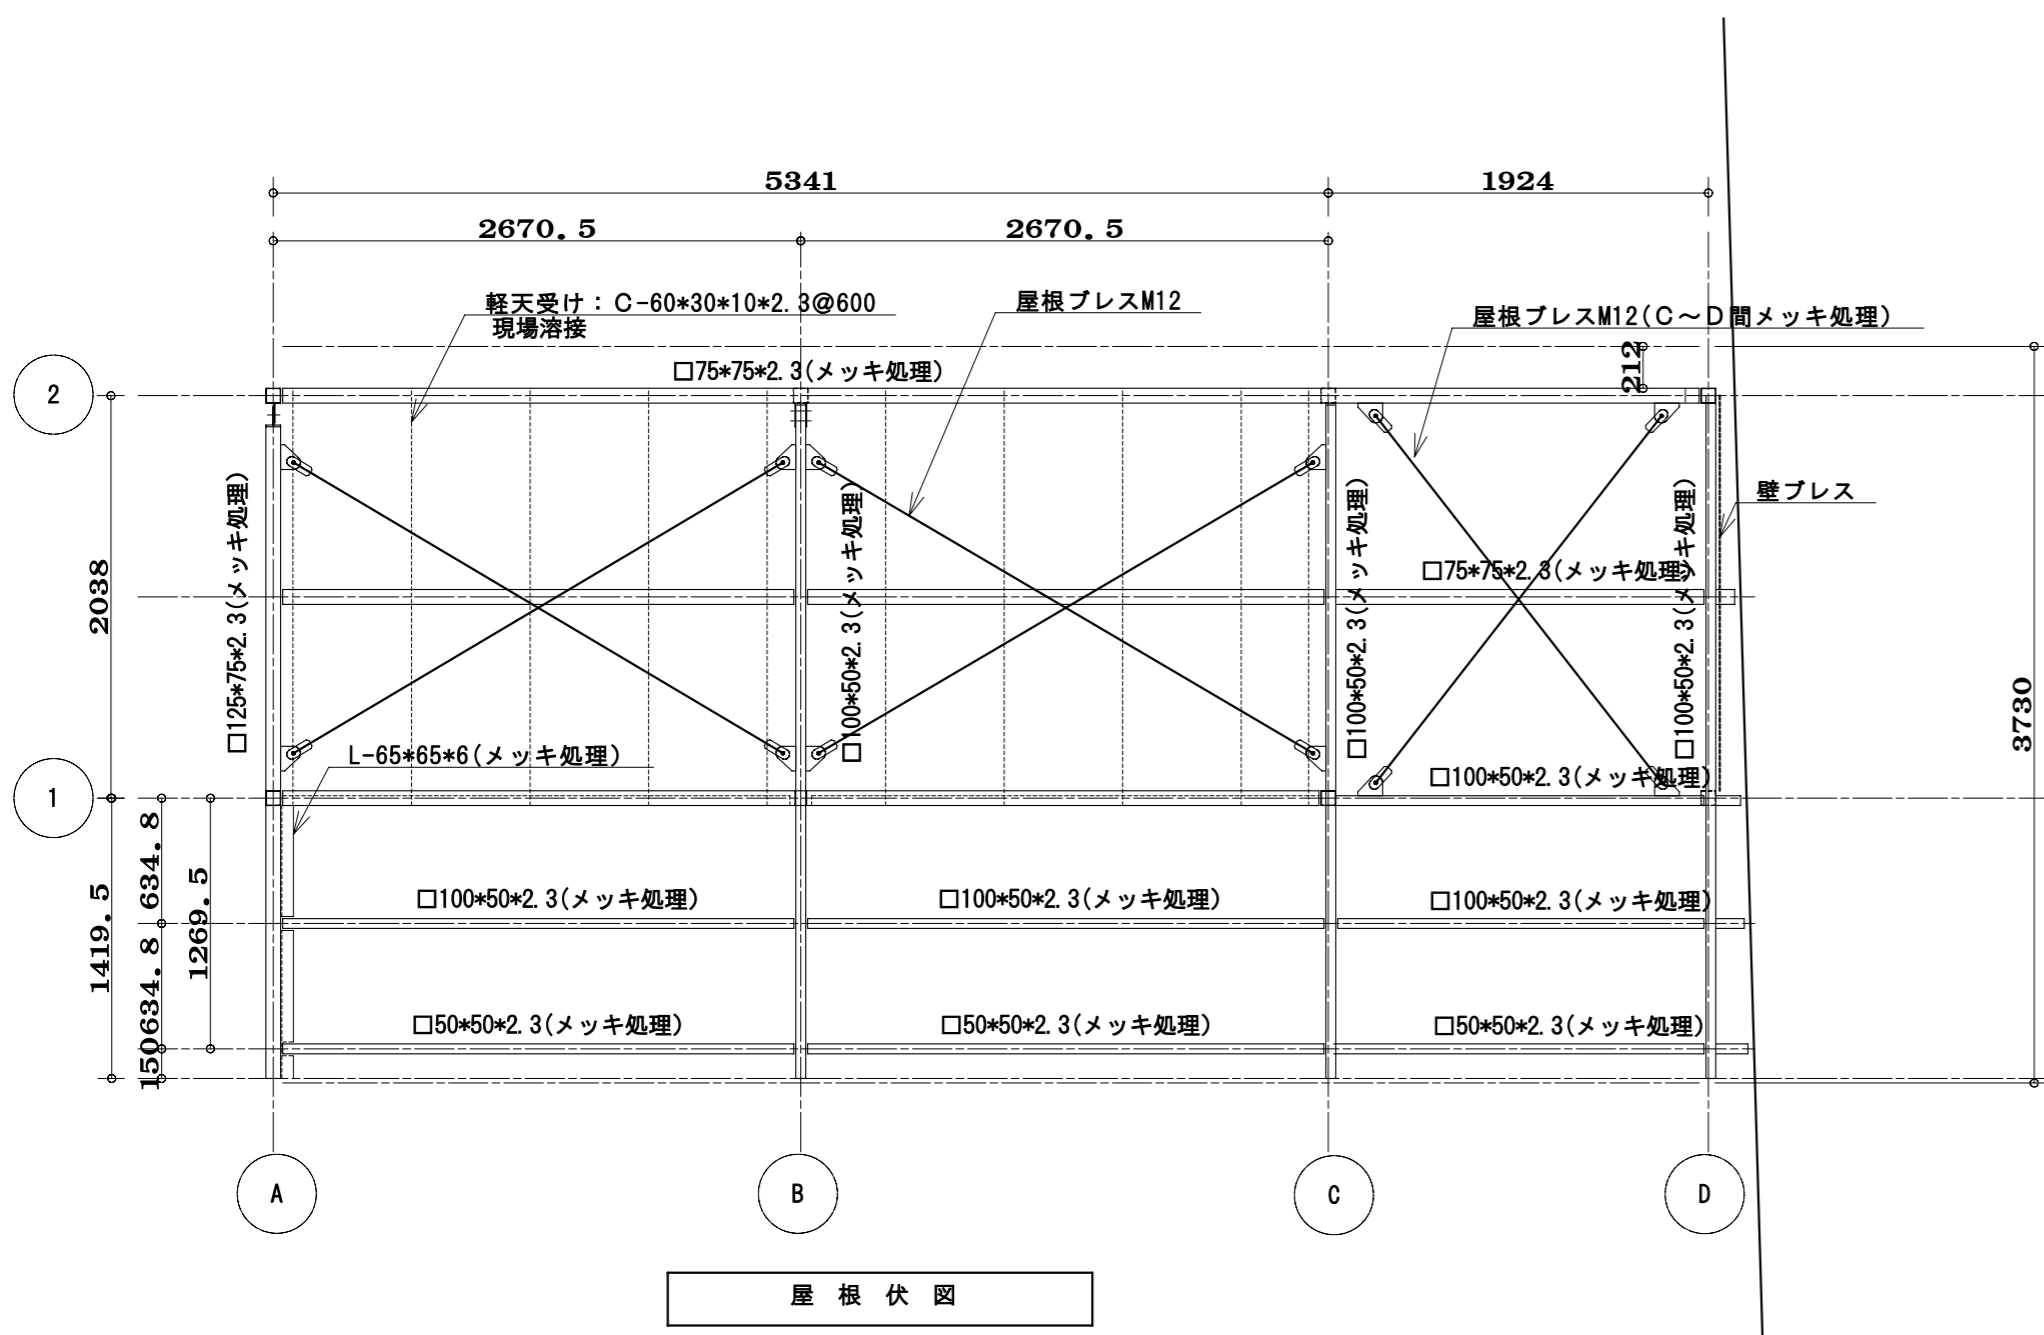 5341
1924
2670.5
2670.5
軽天受け：C-60*30*10*2.3@600
現場溶接
屋根ブレスM12
屋根ブレスM12(C～D間メッキ処理)
212
□75*75*2.3(メッキ処理)
2
□125*75*2.3(メッキ処理)
□100*50*2.3(メッキ処理)
□100*50*2.3(メッキ処理)
□100*50*2.3(メッキ処理)
壁ブレス
□75*75*2.3(メッキ処理)
2038
3730
L-65*65*6(メッキ処理)
□100*50*2.3(メッキ処理)
1
634.8
1269.5
1419.5
634.8
150
□100*50*2.3(メッキ処理)
□100*50*2.3(メッキ処理)
□100*50*2.3(メッキ処理)
□50*50*2.3(メッキ処理)
□50*50*2.3(メッキ処理)
□50*50*2.3(メッキ処理)
A
B
C
D
屋根伏図